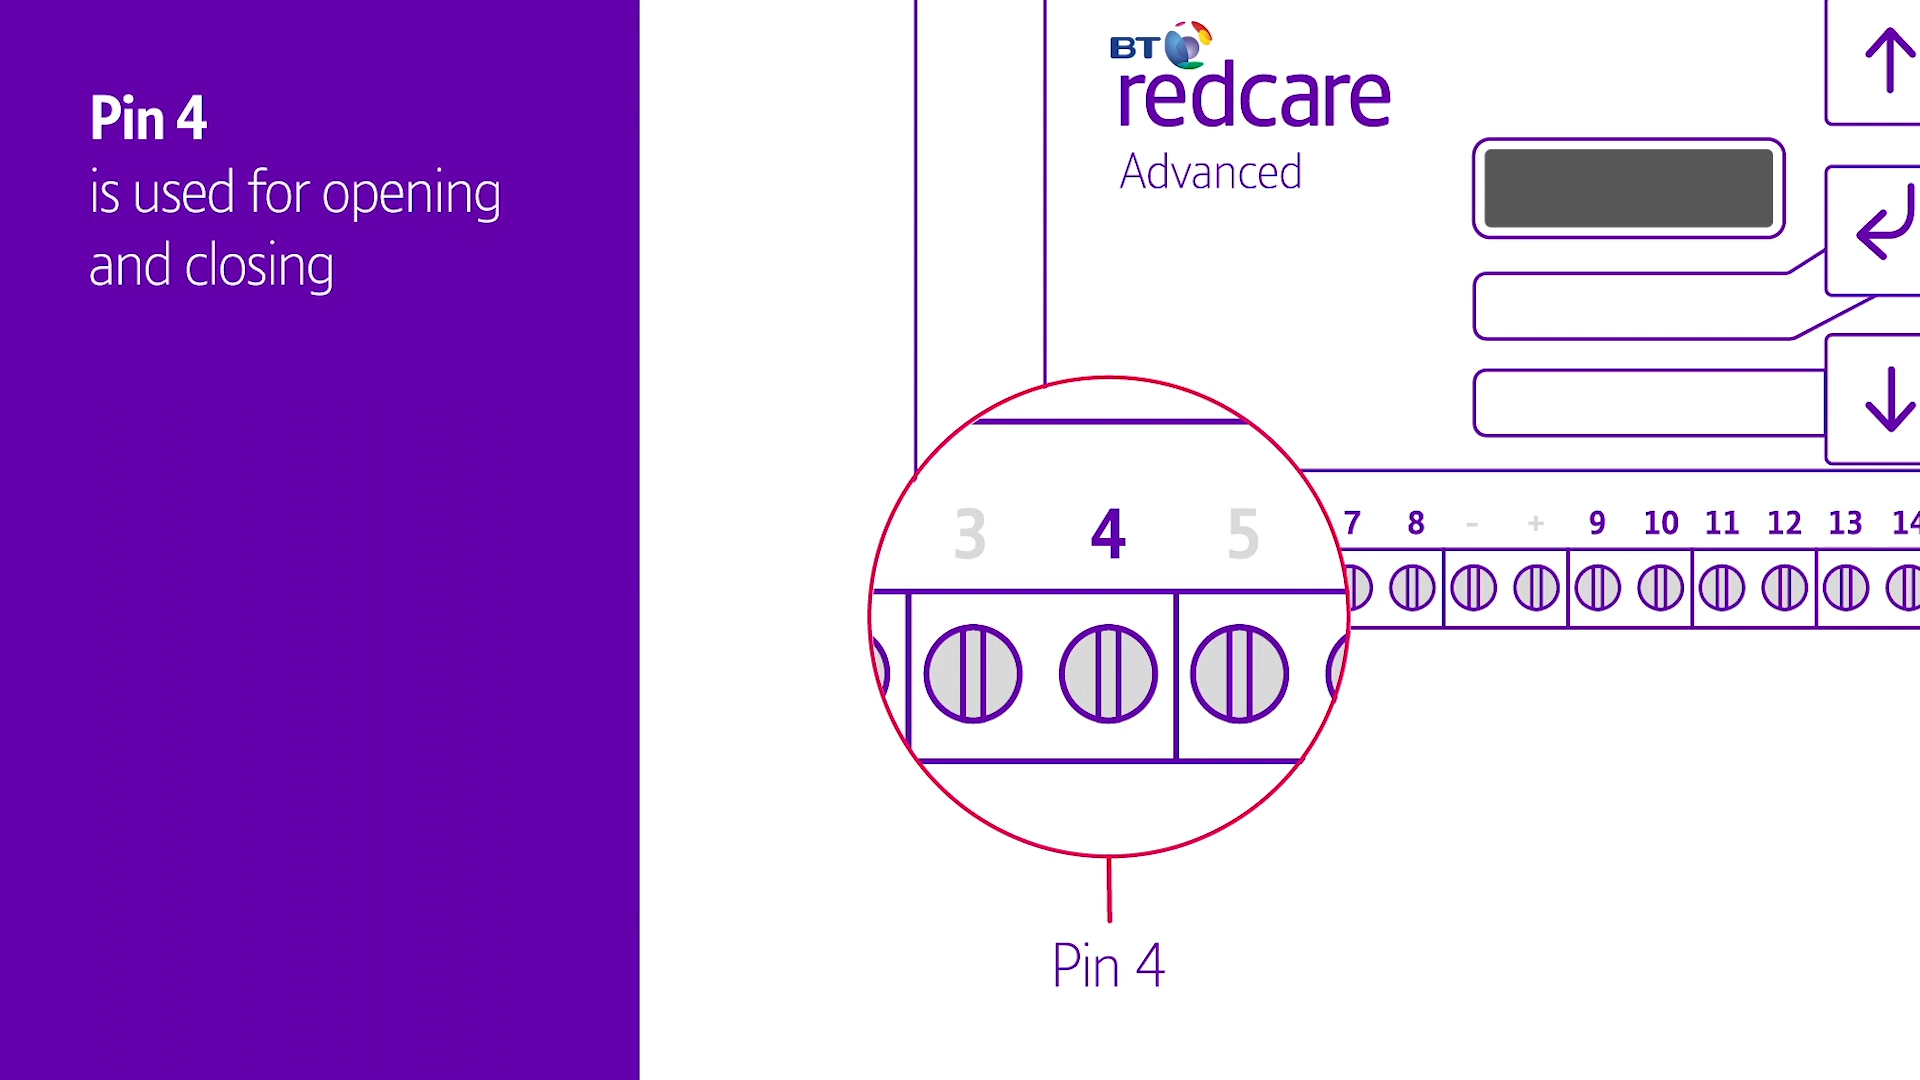 Pin 4
is used for opening
and closing
BT
redcare
Advanced
3 4 5
7 8 - + 9 10 11 12 13 14
Pin 4